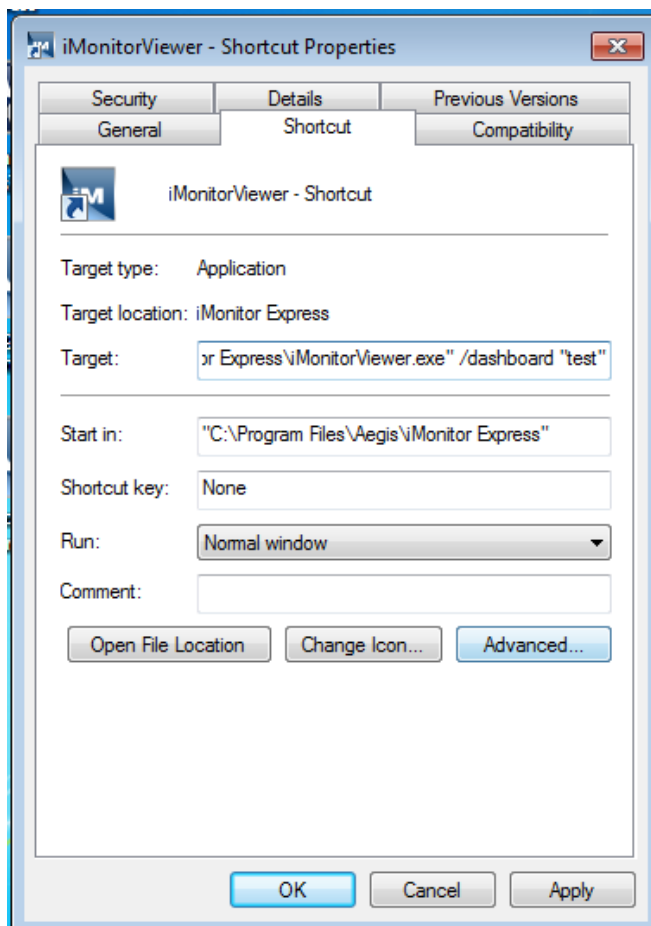 iMonitorViewer - Shortcut Properties
Security Details Previous Versions
General Shortcut Compatibility
iM iMonitorViewer - Shortcut
Target type: Application
Target location: iMonitor Express
Target: or Express\iMonitorViewer.exe" /dashboard "test"
Start in: "C:\Program Files\Aegis\iMonitor Express"
Shortcut key: None
Run: Normal window
Comment:
Open File Location Change Icon... Advanced...
OK Cancel Apply